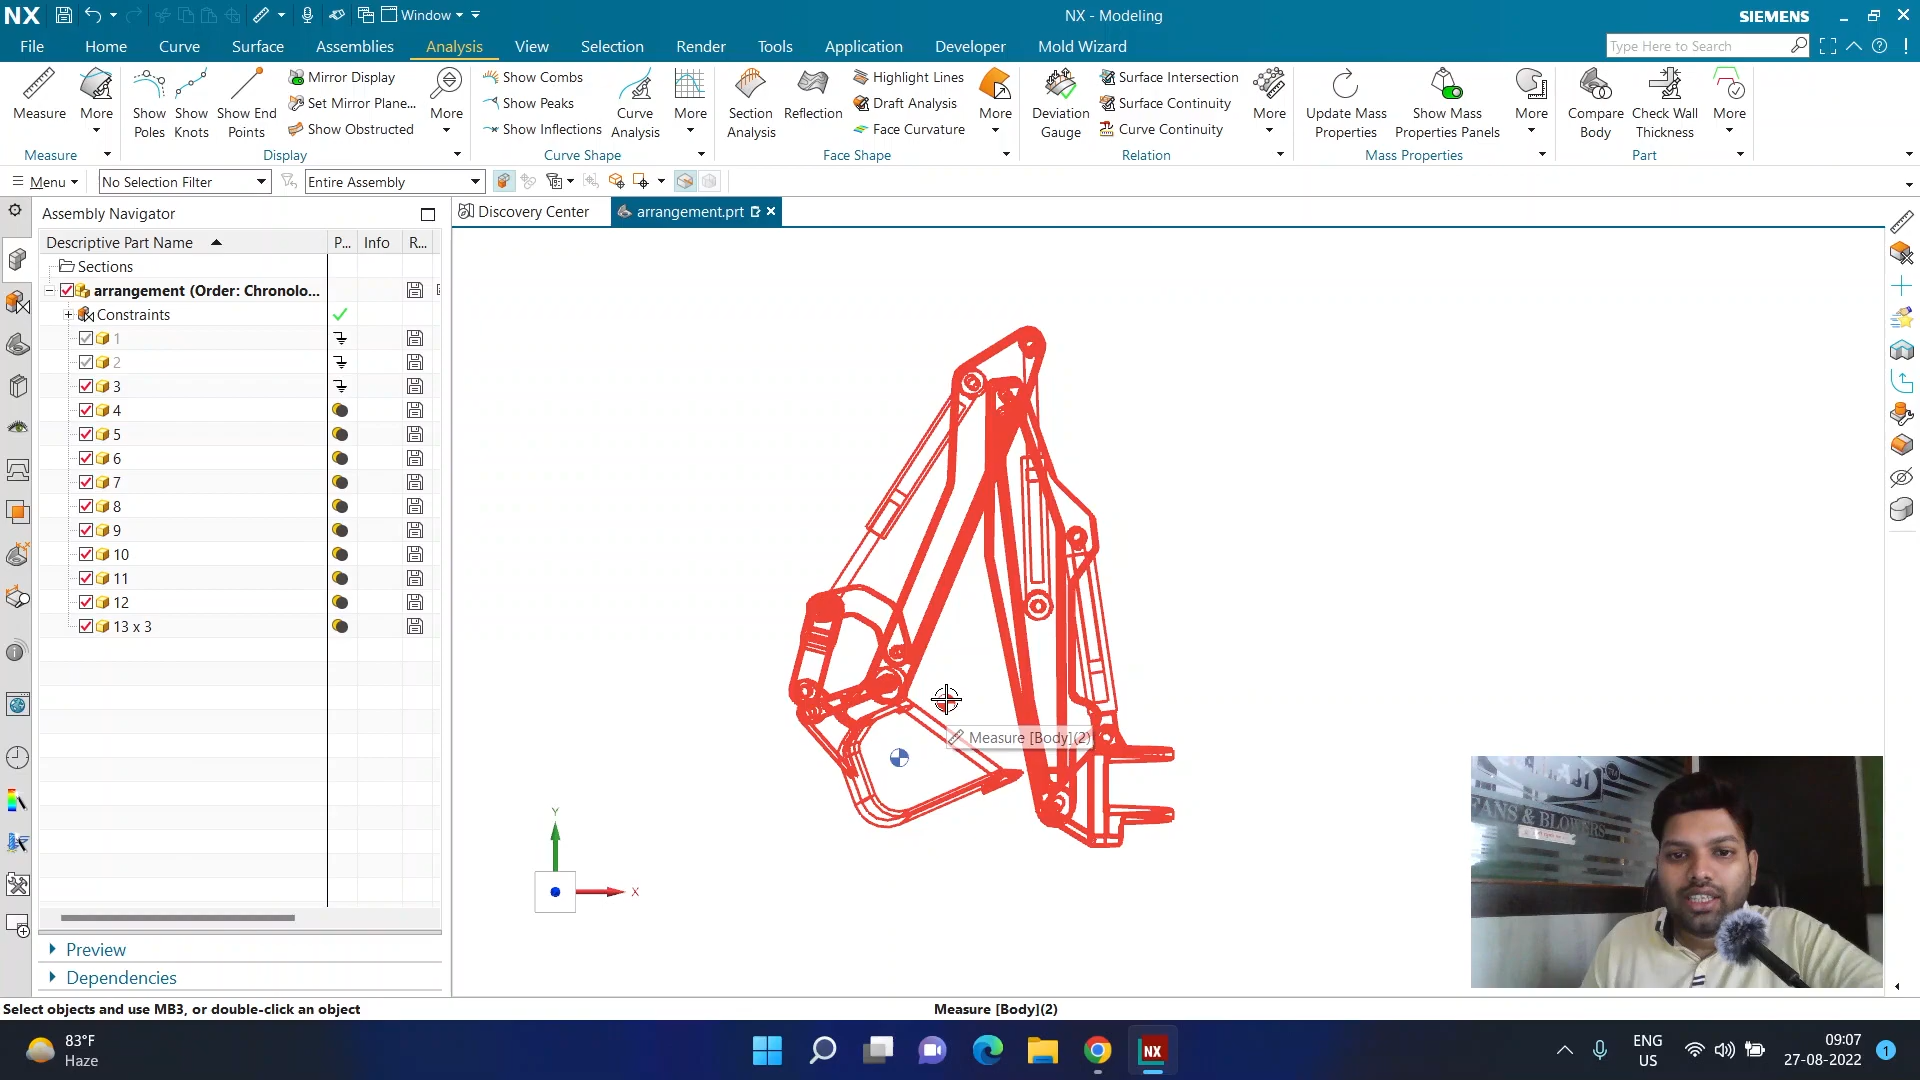 NX
Window
NX - Modeling
SIEMENS
File
Home
Curve
Surface
Assemblies
Analysis
View
Selection
Render
Tools
Application
Developer
Mold Wizard
Type Here to Search
Measure
More
Show Poles
Show Knots
Show End Points
Mirror Display
Set Mirror Plane...
Show Obstructed
More
Show Combs
Show Peaks
Show Inflections
Curve Analysis
More
Section Analysis
Reflection
Highlight Lines
Draft Analysis
Face Curvature
More
Deviation Gauge
Surface Intersection
Surface Continuity
Curve Continuity
More
Update Mass Properties
Show Mass Properties Panels
More
Compare Body
Check Wall Thickness
More
Measure
Display
Curve Shape
Face Shape
Relation
Mass Properties
Part
Menu
No Selection Filter
Entire Assembly
Assembly Navigator
Discovery Center
arrangement.prt
Descriptive Part Name
P...
Info
R...
Sections
arrangement (Order: Chronolo...
Constraints
1
2
3
4
5
6
7
8
9
10
11
12
13 x 3
Measure [Body](2)
Y
X
FANS & BLOWERS
Preview
Dependencies
Select objects and use MB3, or double-click an object
Measure [Body](2)
83°F
Haze
NX
ENG
US
09:07
27-08-2022
1